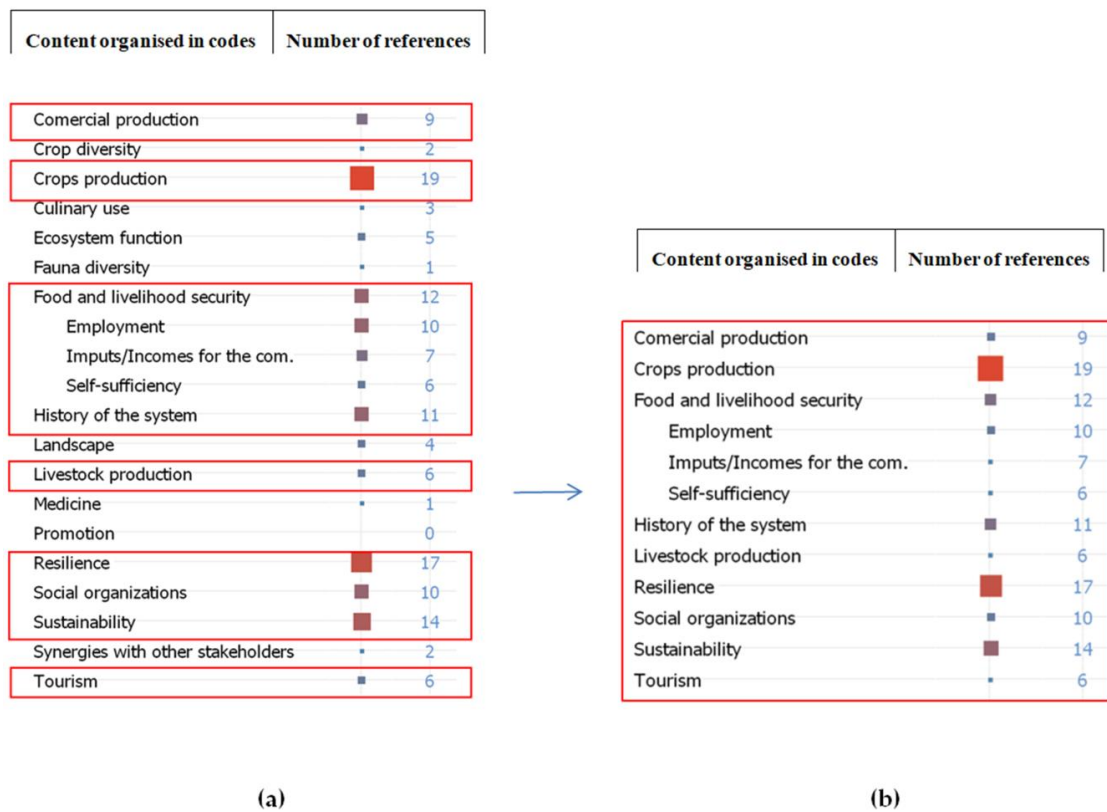 Content organised in codes Number of references
Comercial production 9
Crop diversity 2
Crops production 19
Culinary use 3
Ecosystem function 5
Fauna diversity 1
Food and livelihood security 12
Employment 10
Imputs/Incomes for the com. 7
Self-sufficiency 6
History of the system 11
Landscape 4
Livestock production 6
Medicine 1
Promotion 0
Resilience 17
Social organizations 10
Sustainability 14
Synergies with other stakeholders 2
Tourism 6
(a)
Content organised in codes Number of references
Comercial production 9
Crops production 19
Food and livelihood security 12
Employment 10
Imputs/Incomes for the com. 7
Self-sufficiency 6
History of the system 11
Livestock production 6
Resilience 17
Social organizations 10
Sustainability 14
Tourism 6
(b)